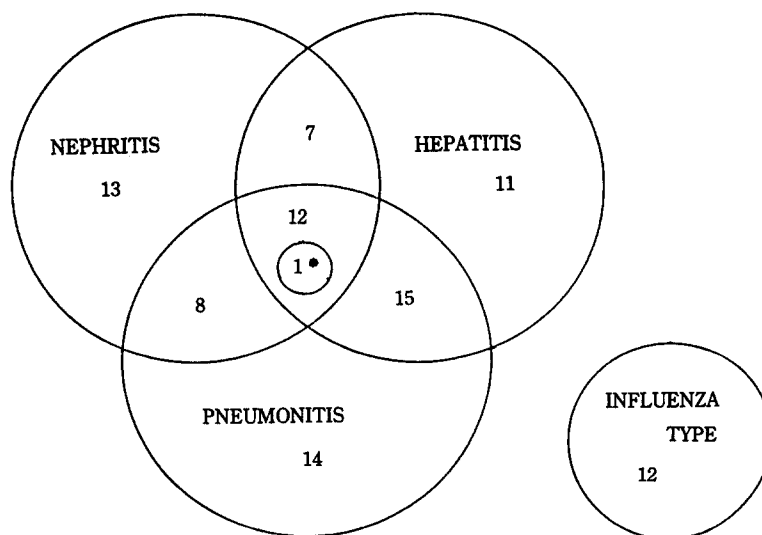 7
NEPHRITIS
HEPATITIS
13
11
12
1•
8
15
PNEUMONITIS
14
INFLUENZA
TYPE
12